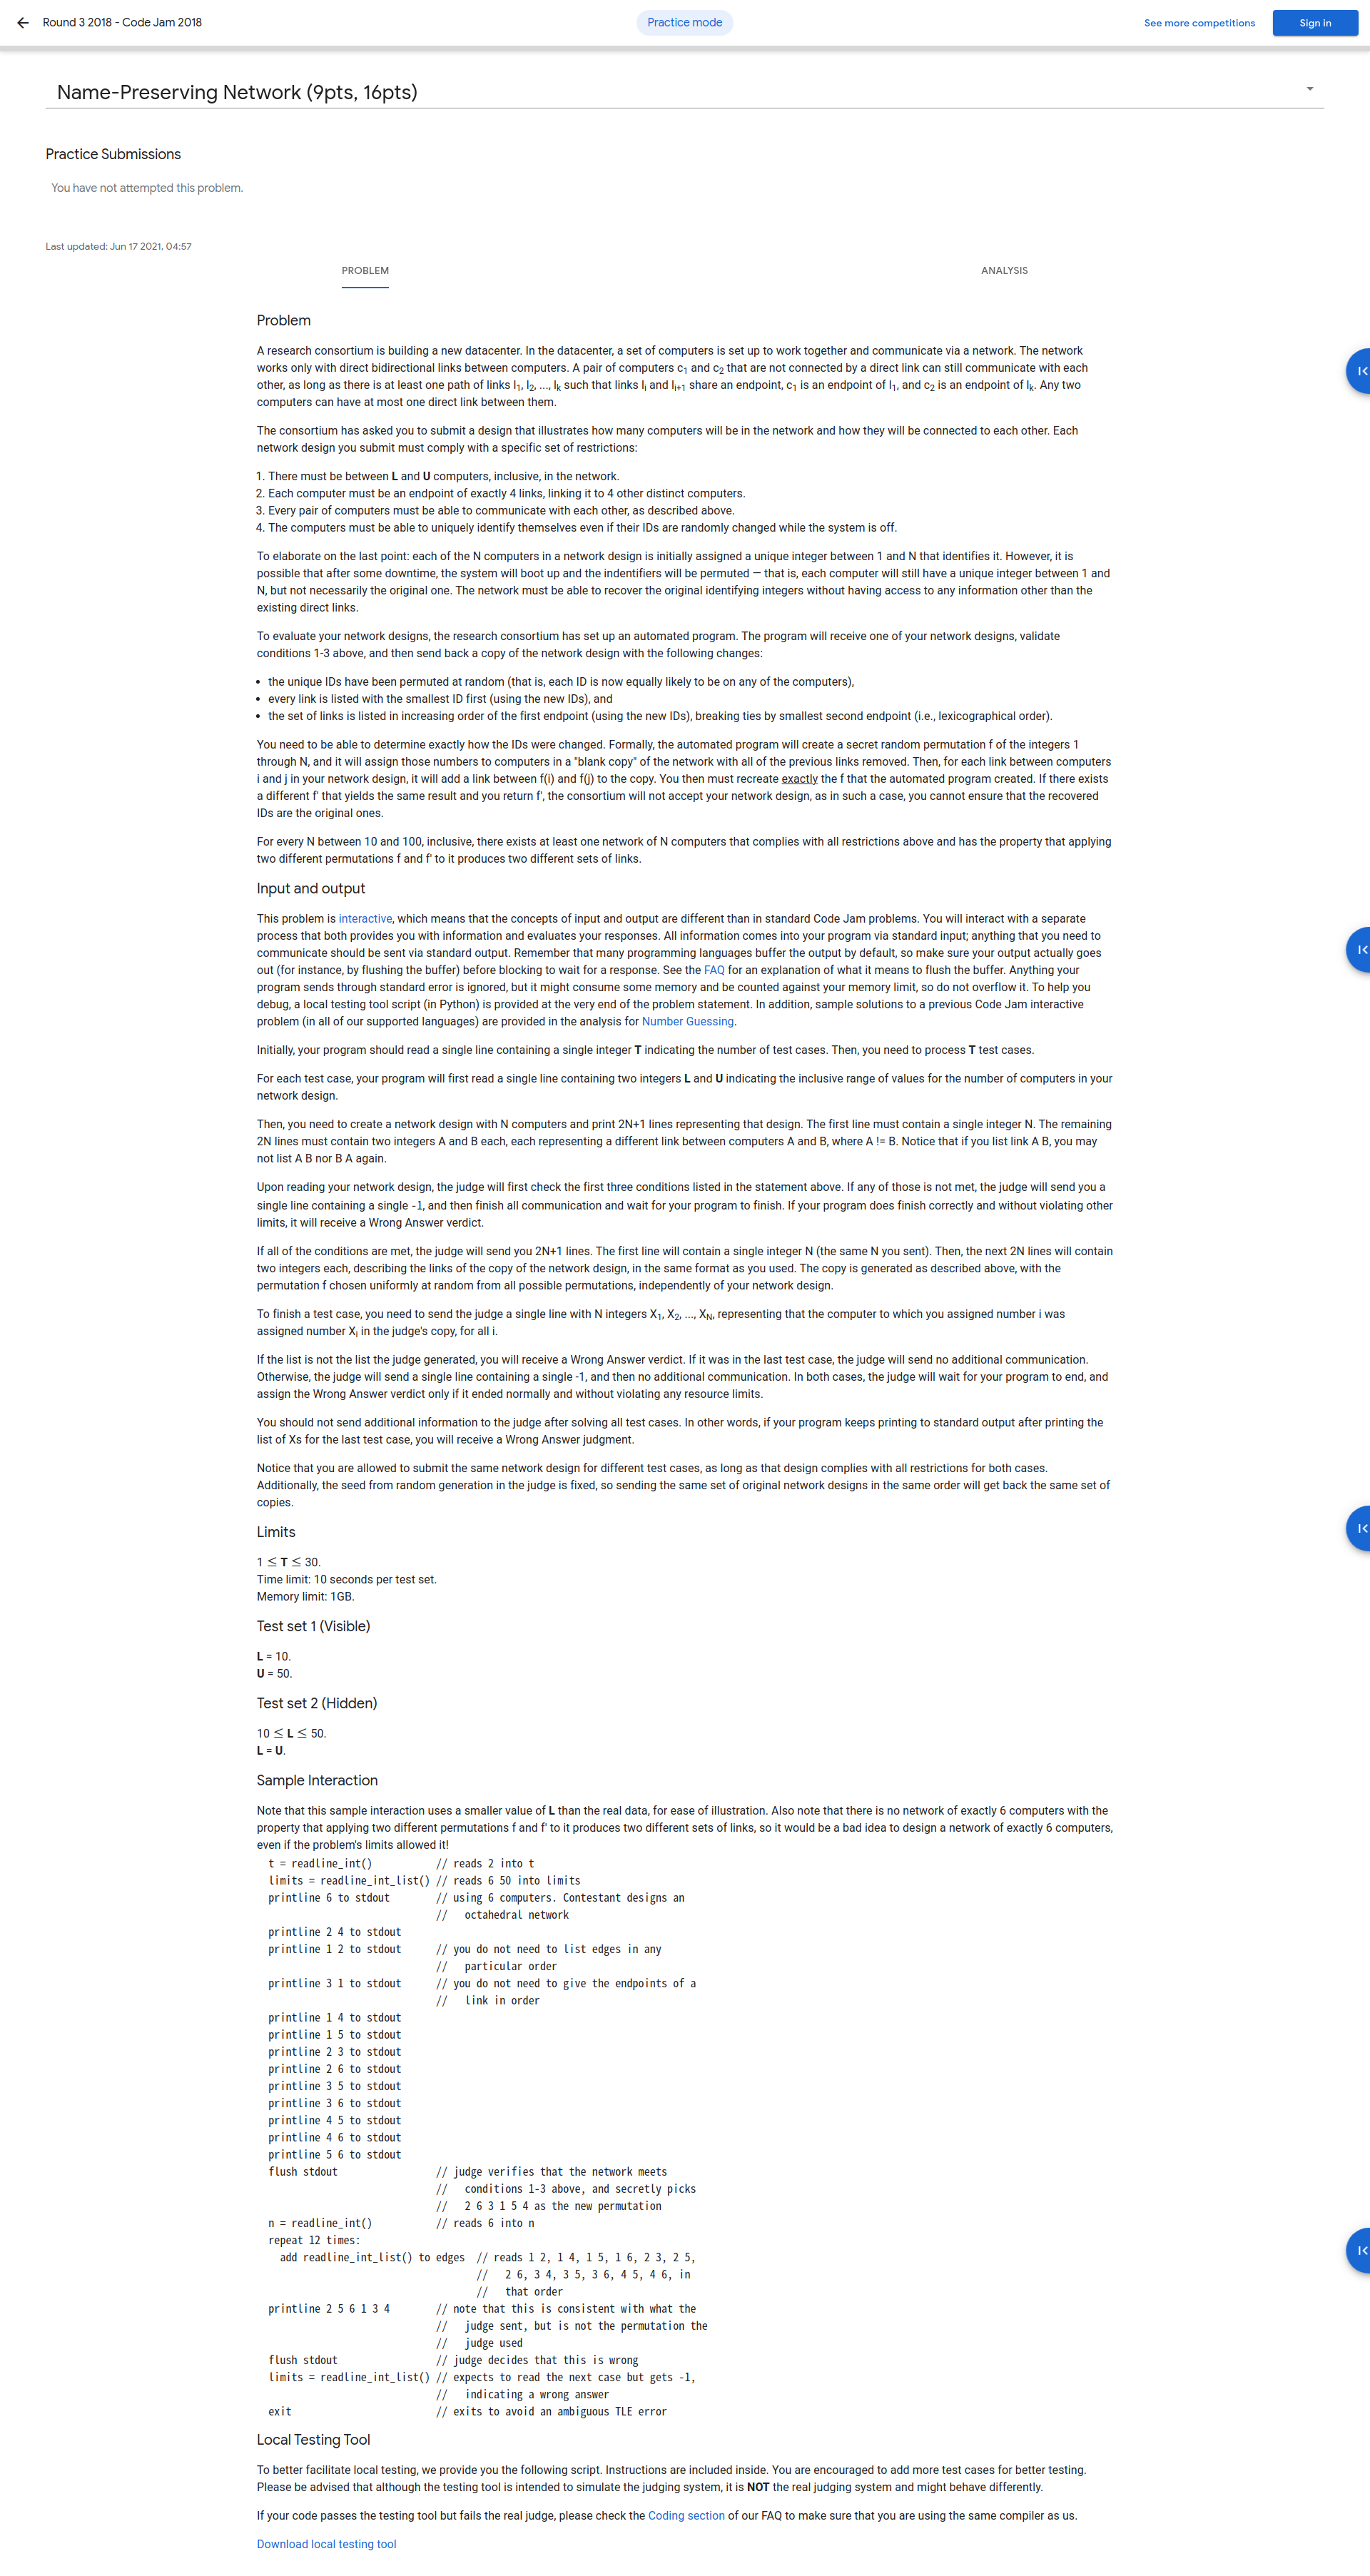 Round 3 2018 - Code Jam 2018
Practice mode
See more competitions
Sign in
Name-Preserving Network (9pts, 16pts)
Practice Submissions
You have not attempted this problem.
Last updated: Jun 17 2021, 04:57
PROBLEM
ANALYSIS
Problem
A research consortium is building a new datacenter. In the datacenter, a set of computers is set up to work together and communicate via a network. The network
works only with direct bidirectional links between computers. A pair of computers c1 and c2 that are not connected by a direct link can still communicate with each
other, as long as there is at least one path of links l1, l2, ..., lk such that links li and li+1 share an endpoint, c1 is an endpoint of l1, and c2 is an endpoint of lk. Any two
computers can have at most one direct link between them.
The consortium has asked you to submit a design that illustrates how many computers will be in the network and how they will be connected to each other. Each
network design you submit must comply with a specific set of restrictions:
1. There must be between L and U computers, inclusive, in the network.
2. Each computer must be an endpoint of exactly 4 links, linking it to 4 other distinct computers.
3. Every pair of computers must be able to communicate with each other, as described above.
4. The computers must be able to uniquely identify themselves even if their IDs are randomly changed while the system is off.
To elaborate on the last point: each of the N computers in a network design is initially assigned a unique integer between 1 and N that identifies it. However, it is
possible that after some downtime, the system will boot up and the indentifiers will be permuted — that is, each computer will still have a unique integer between 1 and
N, but not necessarily the original one. The network must be able to recover the original identifying integers without having access to any information other than the
existing direct links.
To evaluate your network designs, the research consortium has set up an automated program. The program will receive one of your network designs, validate
conditions 1-3 above, and then send back a copy of the network design with the following changes:
• the unique IDs have been permuted at random (that is, each ID is now equally likely to be on any of the computers),
• every link is listed with the smallest ID first (using the new IDs), and
• the set of links is listed in increasing order of the first endpoint (using the new IDs), breaking ties by smallest second endpoint (i.e., lexicographical order).
You need to be able to determine exactly how the IDs were changed. Formally, the automated program will create a secret random permutation f of the integers 1
through N, and it will assign those numbers to computers in a "blank copy" of the network with all of the previous links removed. Then, for each link between computers
i and j in your network design, it will add a link between f(i) and f(j) to the copy. You then must recreate exactly the f that the automated program created. If there exists
a different f' that yields the same result and you return f', the consortium will not accept your network design, as in such a case, you cannot ensure that the recovered
IDs are the original ones.
For every N between 10 and 100, inclusive, there exists at least one network of N computers that complies with all restrictions above and has the property that applying
two different permutations f and f' to it produces two different sets of links.
Input and output
This problem is interactive, which means that the concepts of input and output are different than in standard Code Jam problems. You will interact with a separate
process that both provides you with information and evaluates your responses. All information comes into your program via standard input; anything that you need to
communicate should be sent via standard output. Remember that many programming languages buffer the output by default, so make sure your output actually goes
out (for instance, by flushing the buffer) before blocking to wait for a response. See the FAQ for an explanation of what it means to flush the buffer. Anything your
program sends through standard error is ignored, but it might consume some memory and be counted against your memory limit, so do not overflow it. To help you
debug, a local testing tool script (in Python) is provided at the very end of the problem statement. In addition, sample solutions to a previous Code Jam interactive
problem (in all of our supported languages) are provided in the analysis for Number Guessing.
Initially, your program should read a single line containing a single integer T indicating the number of test cases. Then, you need to process T test cases.
For each test case, your program will first read a single line containing two integers L and U indicating the inclusive range of values for the number of computers in your
network design.
Then, you need to create a network design with N computers and print 2N+1 lines representing that design. The first line must contain a single integer N. The remaining
2N lines must contain two integers A and B each, each representing a different link between computers A and B, where A != B. Notice that if you list link A B, you may
not list A B nor B A again.
Upon reading your network design, the judge will first check the first three conditions listed in the statement above. If any of those is not met, the judge will send you a
single line containing a single -1, and then finish all communication and wait for your program to finish. If your program does finish correctly and without violating other
limits, it will receive a Wrong Answer verdict.
If all of the conditions are met, the judge will send you 2N+1 lines. The first line will contain a single integer N (the same N you sent). Then, the next 2N lines will contain
two integers each, describing the links of the copy of the network design, in the same format as you used. The copy is generated as described above, with the
permutation f chosen uniformly at random from all possible permutations, independently of your network design.
To finish a test case, you need to send the judge a single line with N integers X1, X2, ..., XN, representing that the computer to which you assigned number i was
assigned number Xi in the judge's copy, for all i.
If the list is not the list the judge generated, you will receive a Wrong Answer verdict. If it was in the last test case, the judge will send no additional communication.
Otherwise, the judge will send a single line containing a single -1, and then no additional communication. In both cases, the judge will wait for your program to end, and
assign the Wrong Answer verdict only if it ended normally and without violating any resource limits.
You should not send additional information to the judge after solving all test cases. In other words, if your program keeps printing to standard output after printing the
list of Xs for the last test case, you will receive a Wrong Answer judgment.
Notice that you are allowed to submit the same network design for different test cases, as long as that design complies with all restrictions for both cases.
Additionally, the seed from random generation in the judge is fixed, so sending the same set of original network designs in the same order will get back the same set of
copies.
Limits
1 ≤ T ≤ 30.
Time limit: 10 seconds per test set.
Memory limit: 1GB.
Test set 1 (Visible)
L = 10.
U = 50.
Test set 2 (Hidden)
10 ≤ L ≤ 50.
L = U.
Sample Interaction
Note that this sample interaction uses a smaller value of L than the real data, for ease of illustration. Also note that there is no network of exactly 6 computers with the
property that applying two different permutations f and f' to it produces two different sets of links, so it would be a bad idea to design a network of exactly 6 computers,
even if the problem's limits allowed it!
t = readline_int() // reads 2 into t
limits = readline_int_list() // reads 6 50 into limits
printline 6 to stdout // using 6 computers. Contestant designs an
// octahedral network
printline 2 4 to stdout
printline 1 2 to stdout // you do not need to list edges in any
// particular order
printline 3 1 to stdout // you do not need to give the endpoints of a
// link in order
printline 1 4 to stdout
printline 1 5 to stdout
printline 2 3 to stdout
printline 2 6 to stdout
printline 3 5 to stdout
printline 3 6 to stdout
printline 4 5 to stdout
printline 4 6 to stdout
printline 5 6 to stdout
flush stdout // judge verifies that the network meets
// conditions 1-3 above, and secretly picks
// 2 6 3 1 5 4 as the new permutation
n = readline_int() // reads 6 into n
repeat 12 times:
add readline_int_list() to edges // reads 1 2, 1 4, 1 5, 1 6, 2 3, 2 5,
// 2 6, 3 4, 3 5, 3 6, 4 5, 4 6, in
// that order
printline 2 5 6 1 3 4 // note that this is consistent with what the
// judge sent, but is not the permutation the
// judge used
flush stdout // judge decides that this is wrong
limits = readline_int_list() // expects to read the next case but gets -1,
// indicating a wrong answer
exit // exits to avoid an ambiguous TLE error
Local Testing Tool
To better facilitate local testing, we provide you the following script. Instructions are included inside. You are encouraged to add more test cases for better testing.
Please be advised that although the testing tool is intended to simulate the judging system, it is NOT the real judging system and might behave differently.
If your code passes the testing tool but fails the real judge, please check the Coding section of our FAQ to make sure that you are using the same compiler as us.
Download local testing tool